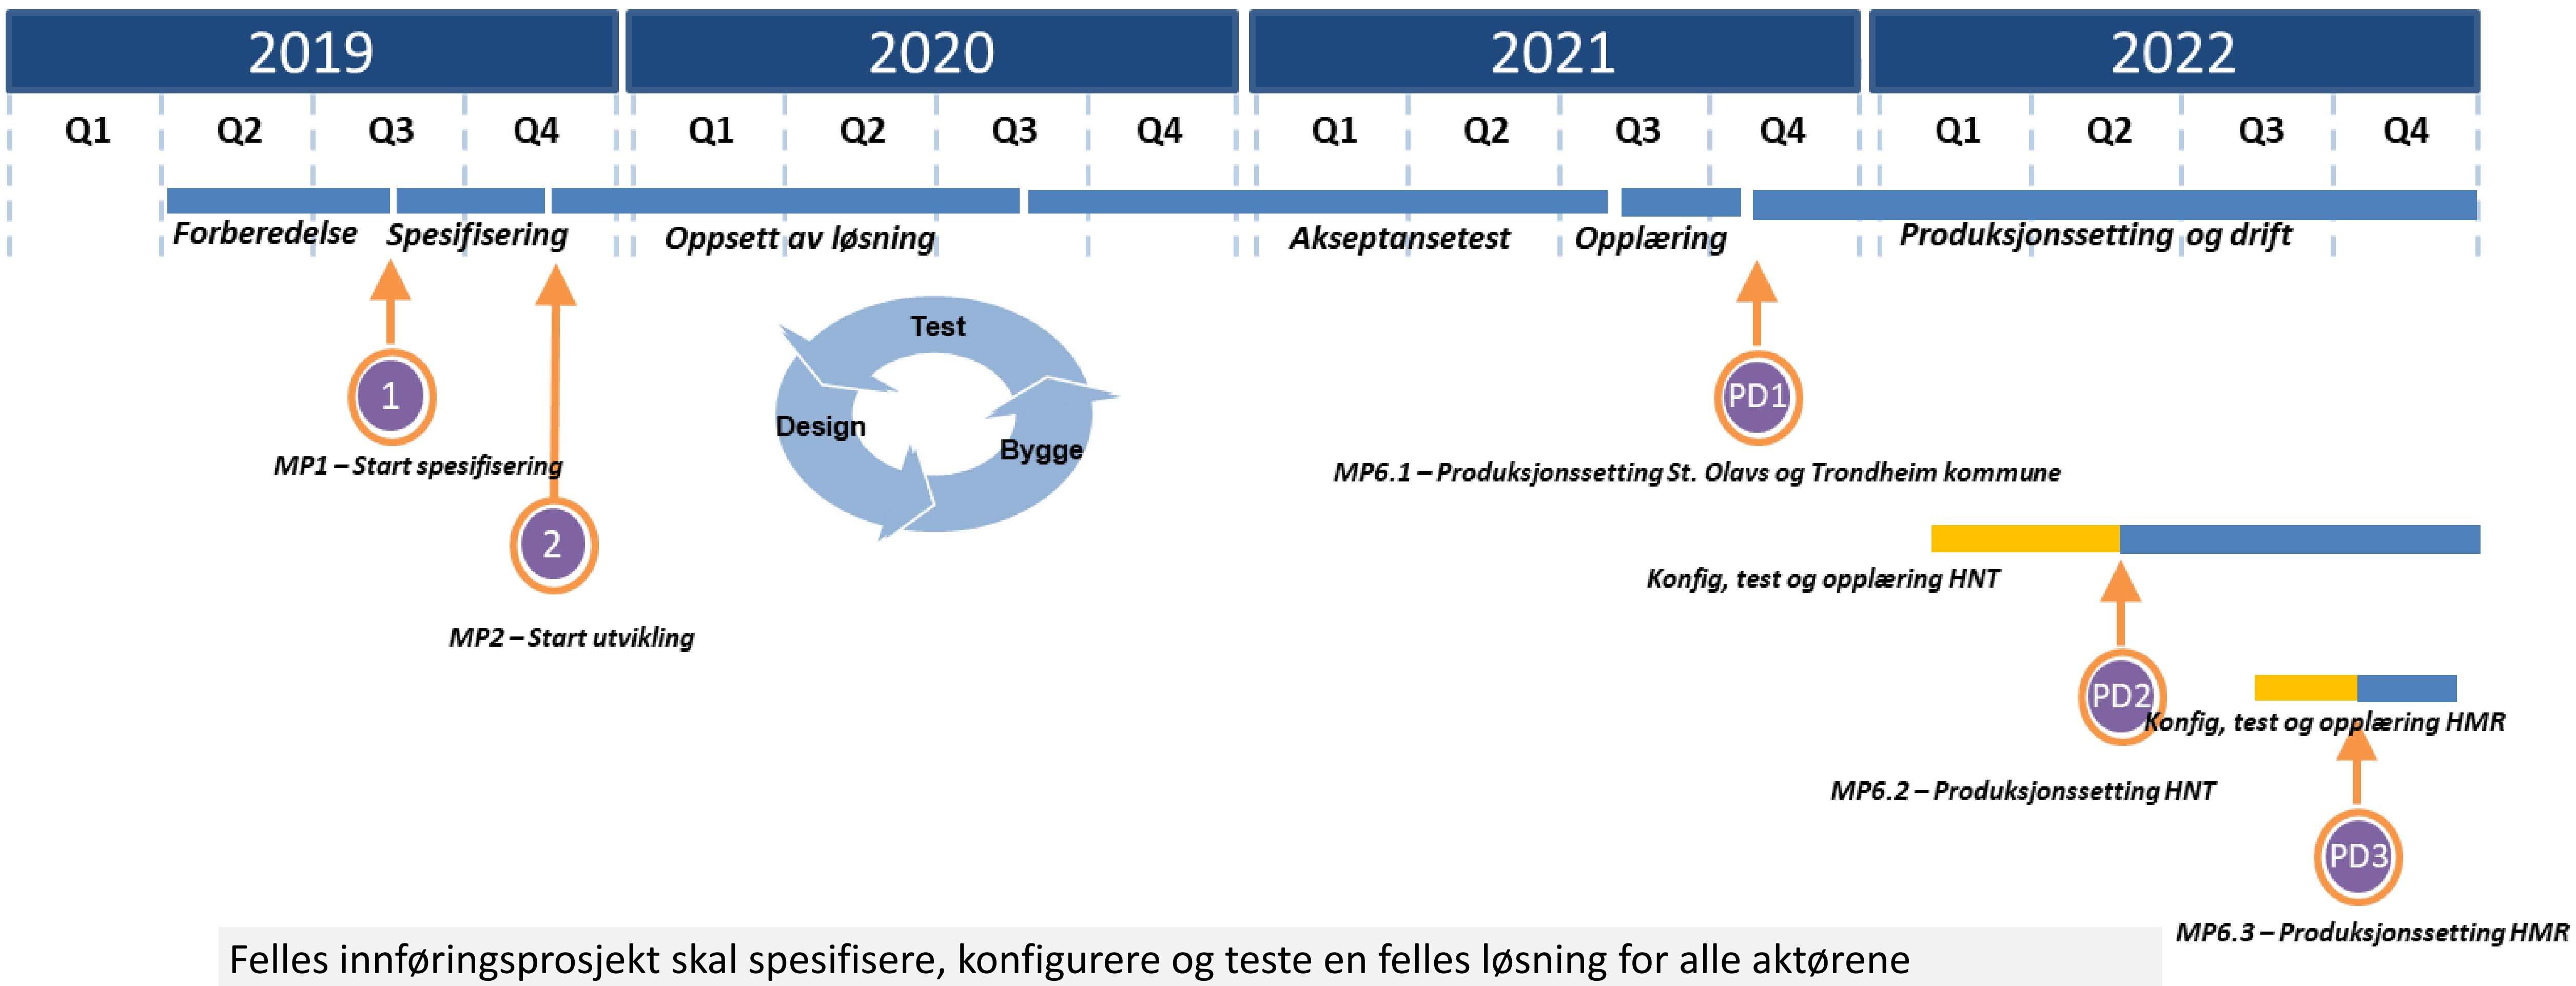 2019 2020 2021 2022
Q1 Q2 Q3 Q4 Q1 Q2 Q3 Q4 Q1 Q2 Q3 Q4 Q1 Q2 Q3 Q4
Forberedelse Spesifisering Oppsett av løsning Akseptansetest Opplæring Produksjonssetting og drift
Test
Design
Bygge
1
MP1 – Start spesifisering
2
MP2 – Start utvikling
PD1
MP6.1 – Produksjonssetting St. Olavs og Trondheim kommune
Konfig, test og opplæring HNT
PD2
Konfig, test og opplæring HMR
MP6.2 – Produksjonssetting HNT
PD3
MP6.3 – Produksjonssetting HMR
Felles innføringsprosjekt skal spesifisere, konfigurere og teste en felles løsning for alle aktørene